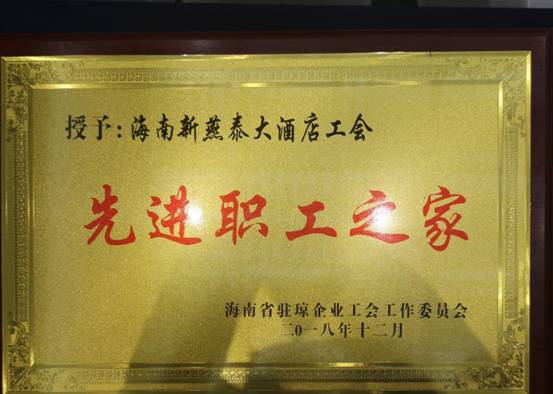 授予：海南新燕泰大酒店工会
先进职工之家
海南省驻琼企业工会工作委员会
二0一八年十二月